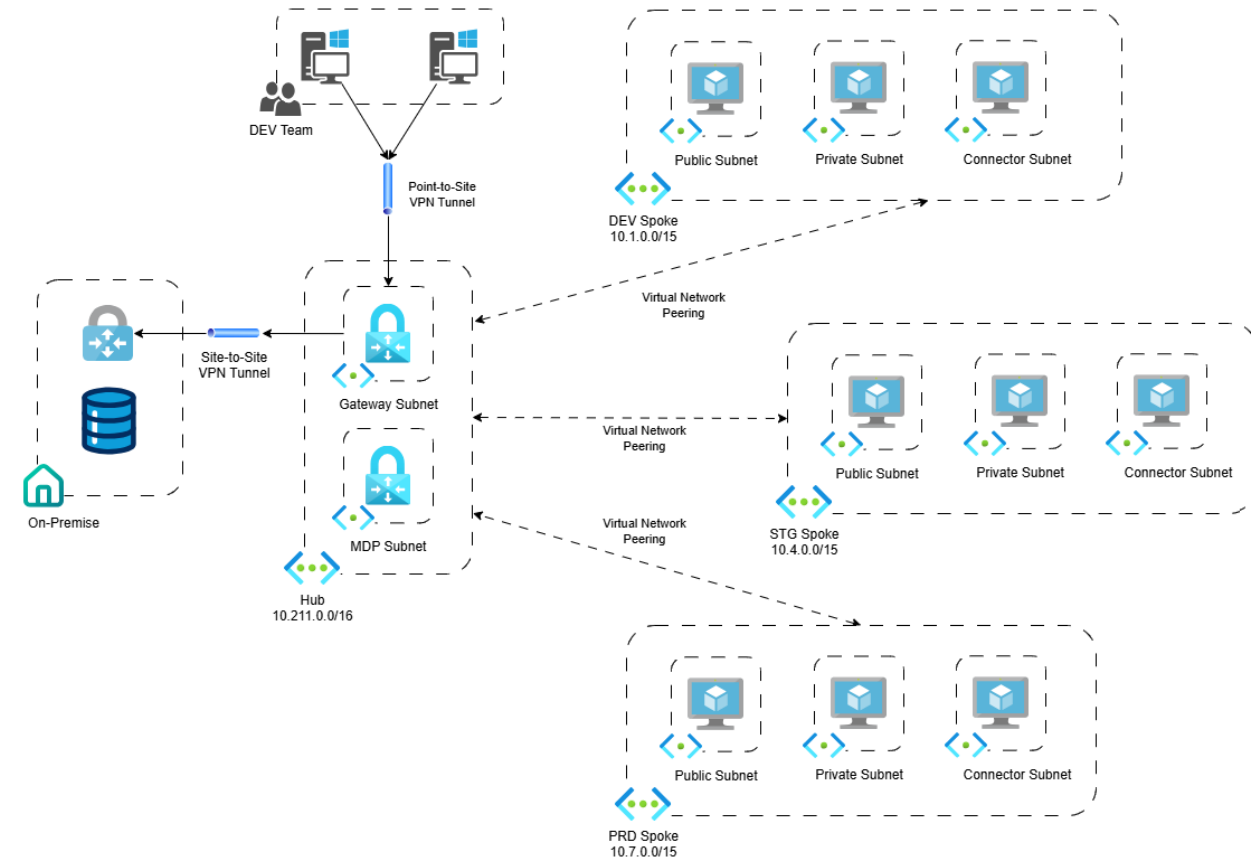 DEV Team
Point-to-Site
VPN Tunnel
Public Subnet
Private Subnet
Connector Subnet
DEV Spoke
10.1.0.0/15
Virtual Network
Peering
Site-to-Site
VPN Tunnel
Gateway Subnet
On-Premise
MDP Subnet
Hub
10.211.0.0/16
Virtual Network
Peering
Public Subnet
Private Subnet
Connector Subnet
STG Spoke
10.4.0.0/15
Virtual Network
Peering
Public Subnet
Private Subnet
Connector Subnet
PRD Spoke
10.7.0.0/15